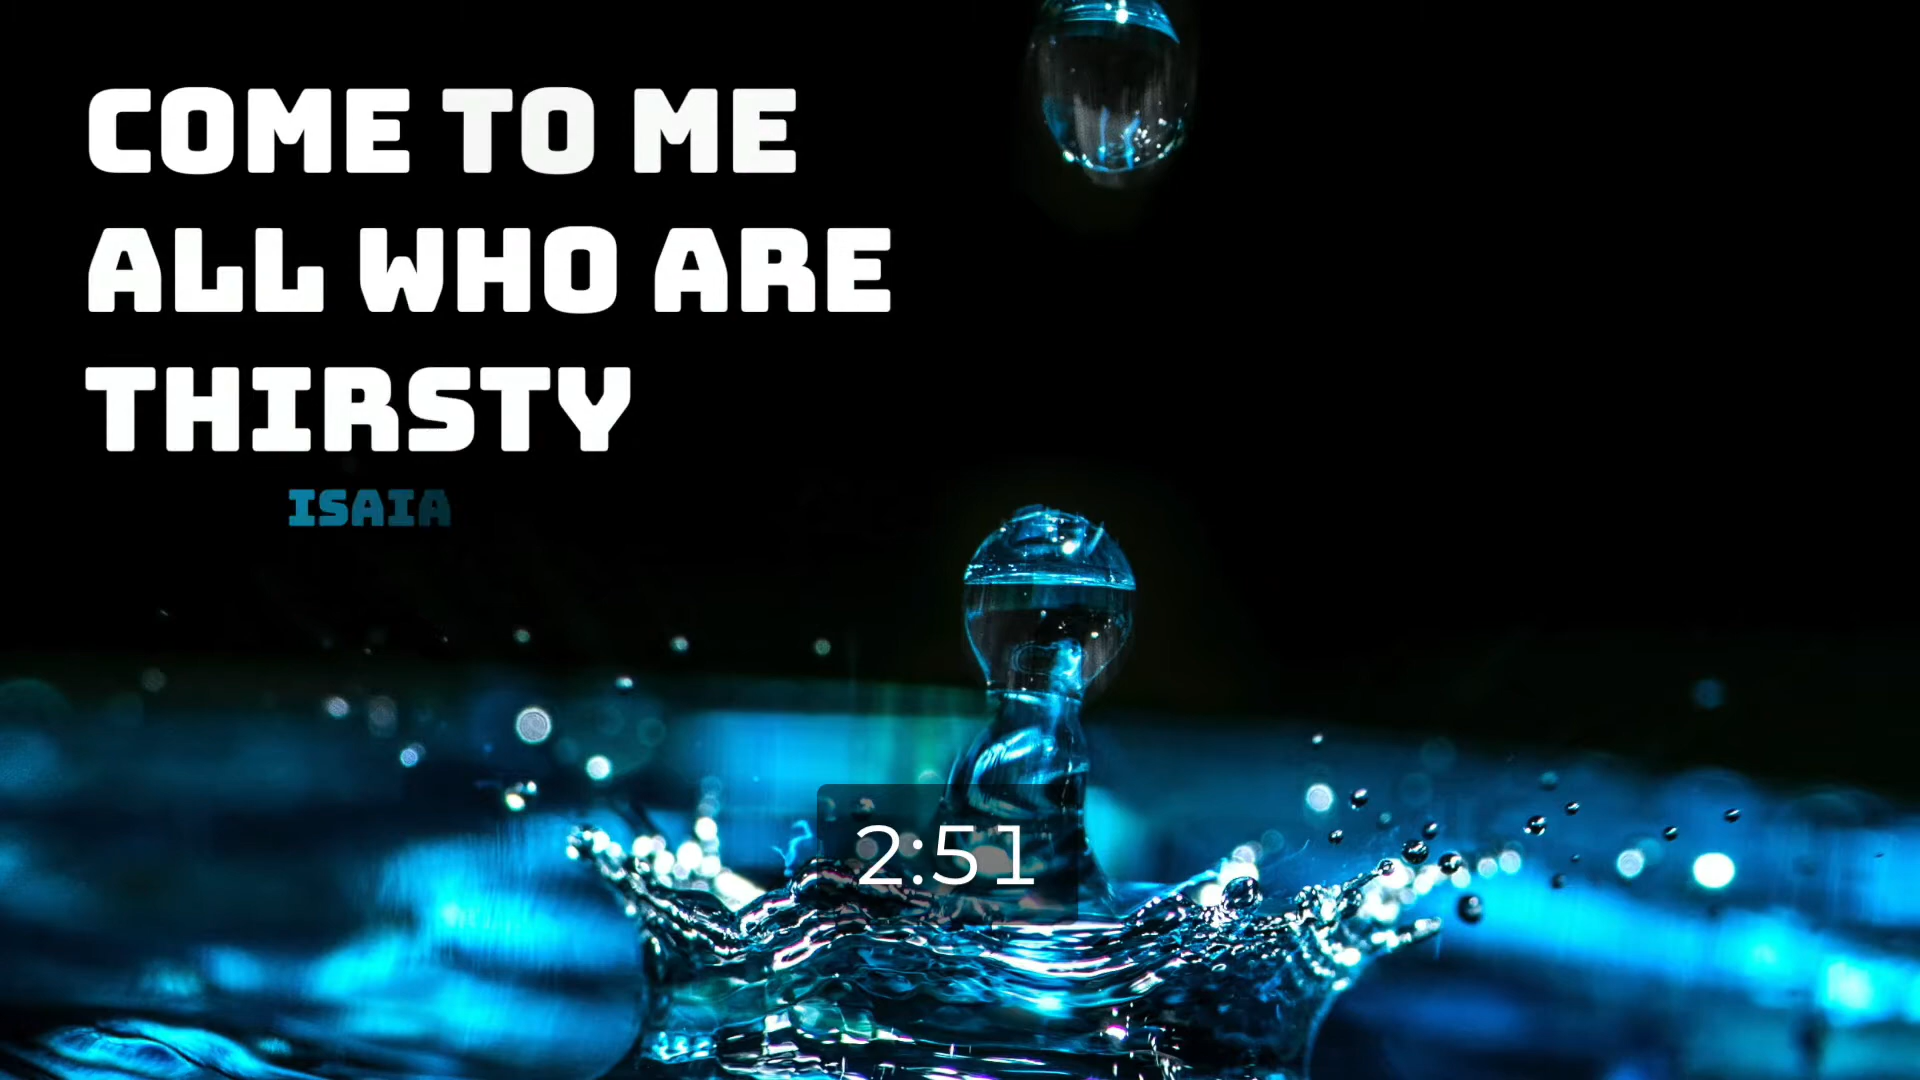 COME TO ME
ALL WHO ARE
THIRSTY
ISAIA
2:51